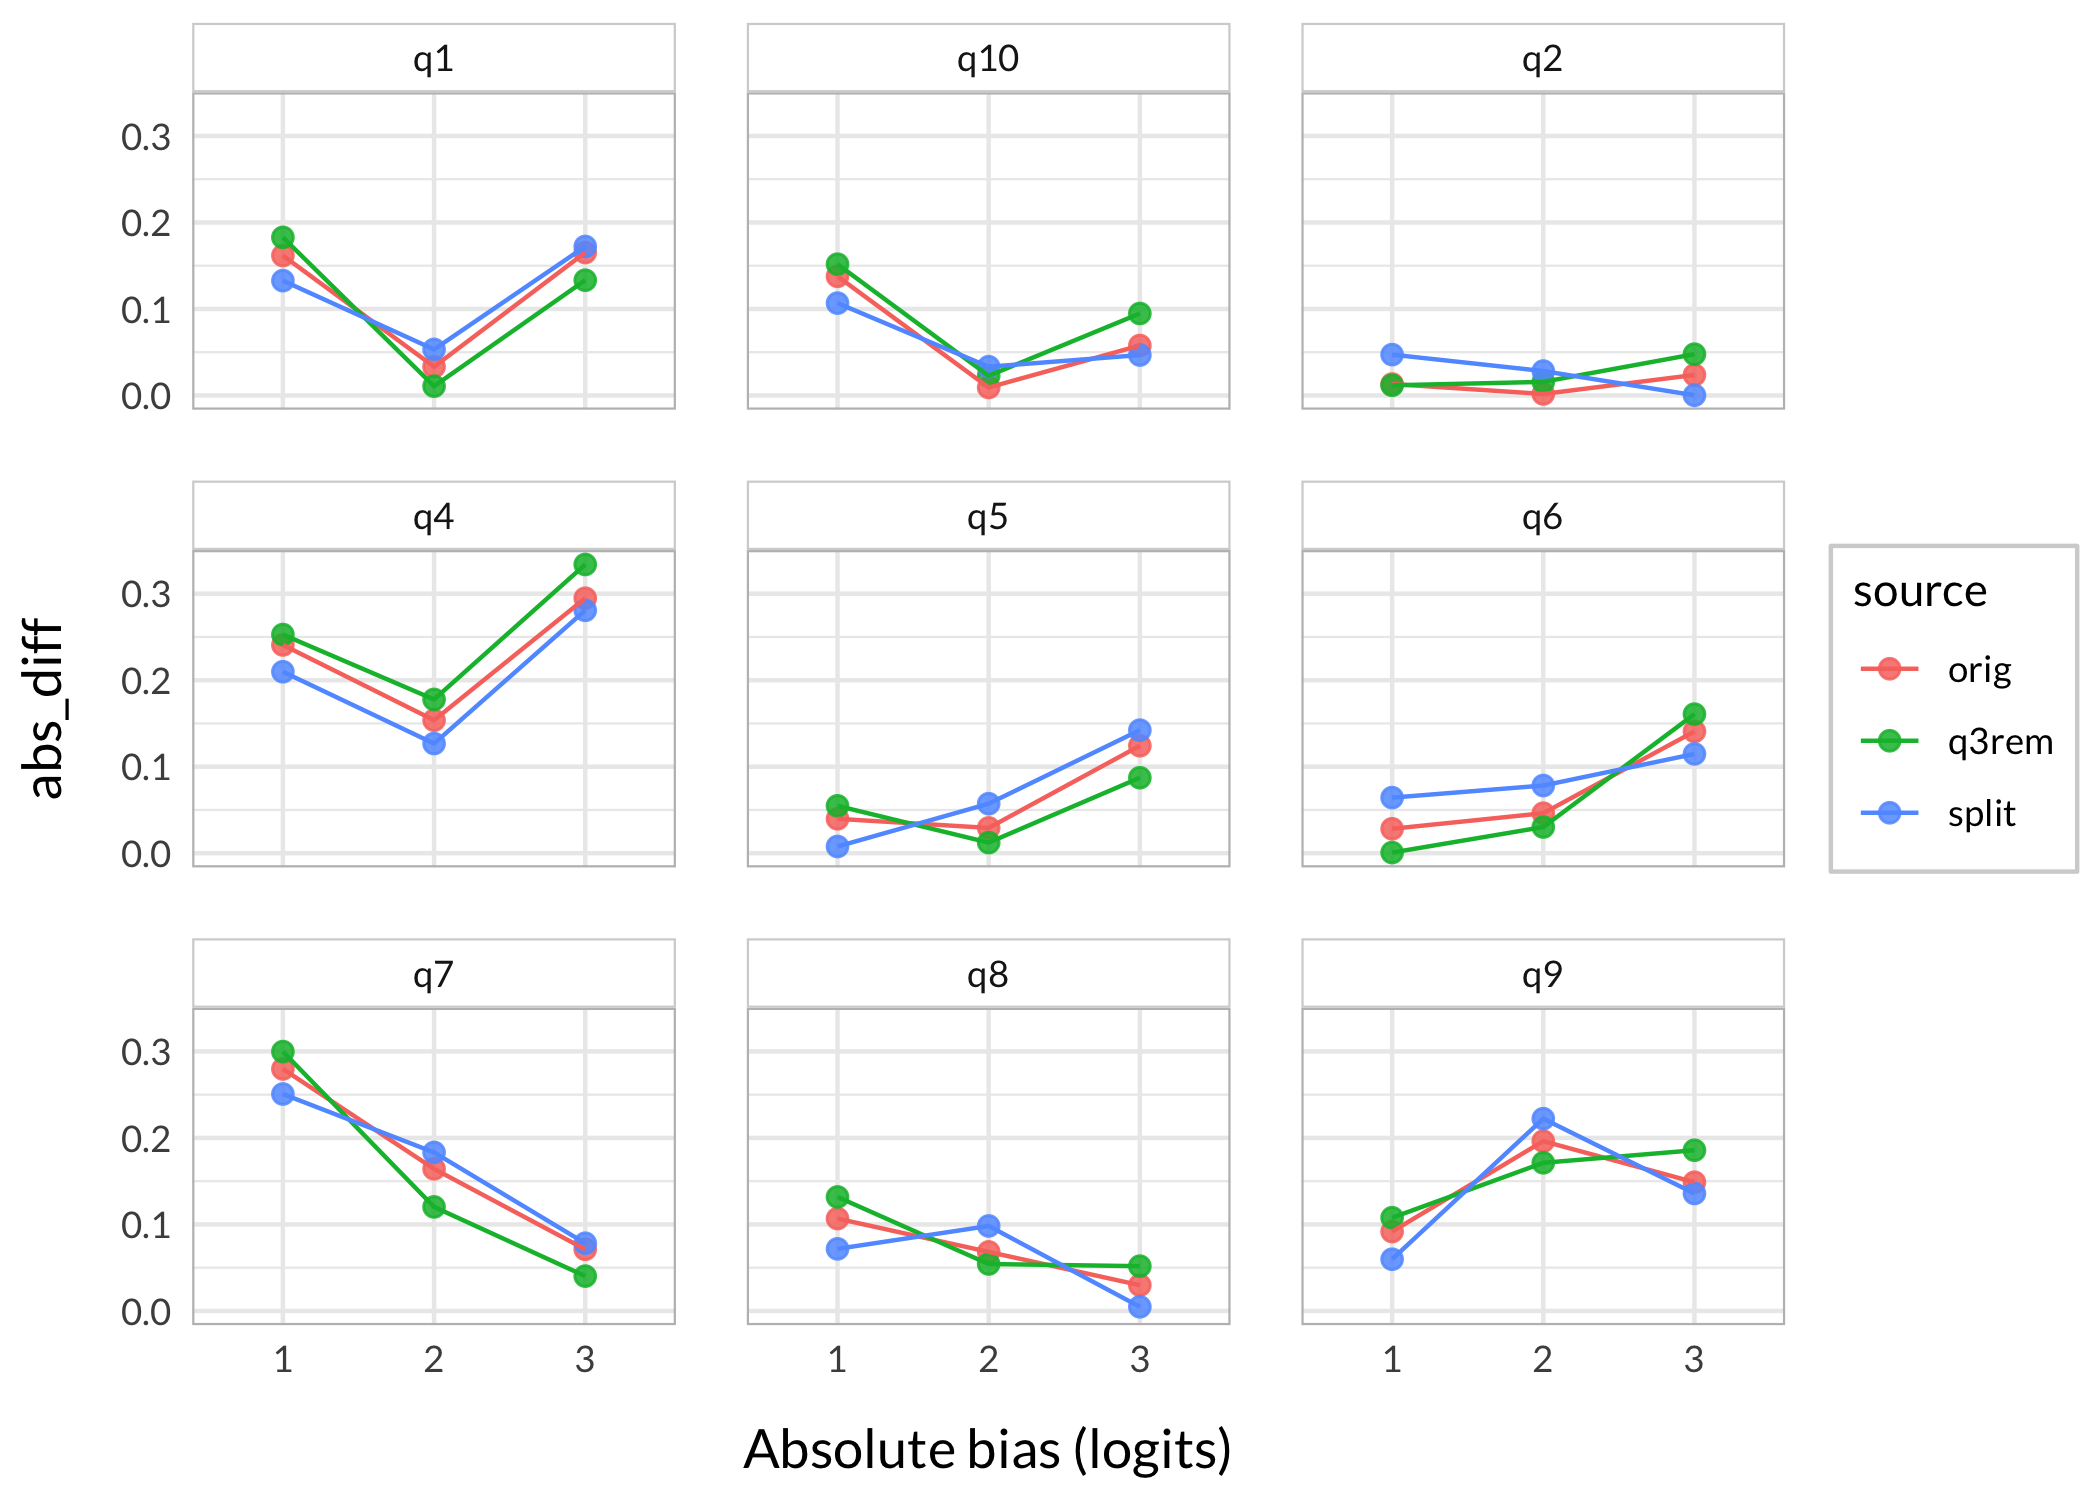 q1
q10
q2
0.3
0.2
0.1
0.0
q4
q5
q6
0.3
0.2
0.1
0.0
abs_diff
source
orig
q3rem
split
q7
q8
q9
0.3
0.2
0.1
0.0
1 2 3
1 2 3
1 2 3
Absolute bias (logits)